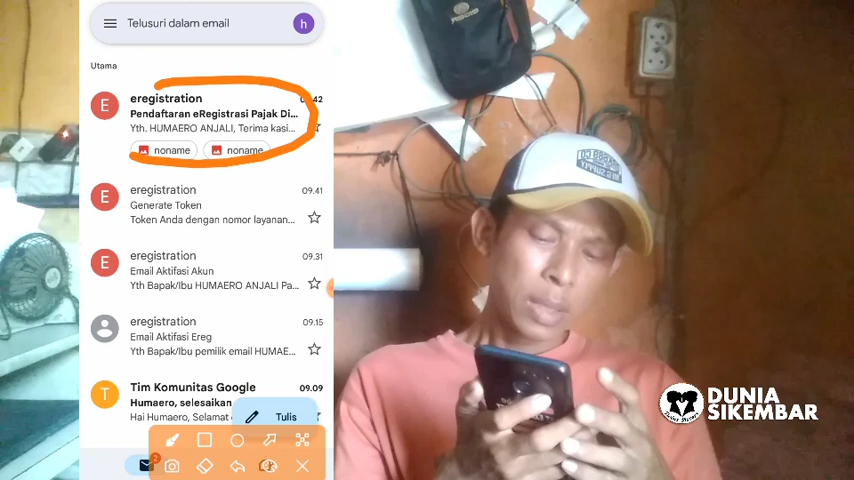 Telusuri dalam email
h
Utama
E
eregistration
Pendaftaran eRegistrasi Pajak Di...
Yth. HUMAERO ANJALI, Terima kasi...
noname
noname
E
eregistration
09.41
Generate Token
Token Anda dengan nomor layanan...
E
eregistration
09.31
Email Aktifasi Akun
Yth Bapak/Ibu HUMAERO ANJALI Pa...
eregistration
09.15
Email Aktifasi Ereg
Yth Bapak/Ibu pemilik email HUMAE...
T
Tim Komunitas Google
09.09
Humaero, selesaikan
Hai Humaero, Selamat
Tulis
2
DUNIA
SIKEMBAR